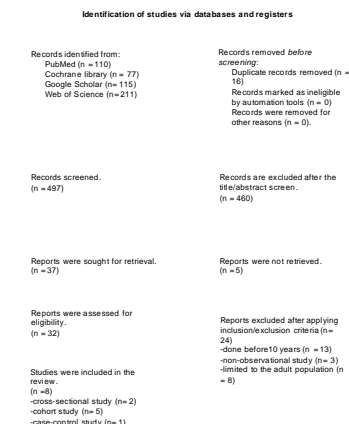 Identification of studies via databases and registers
Records identified from:
PubMed (n =110)
Cochrane library (n = 77)
Google Scholar (n= 115)
Web of Science (n=211)
Records removed before
screening:
Duplicate records removed (n =
16)
Records marked as ineligible
by automation tools (n = 0)
Records were removed for
other reasons (n = 0).
Records screened.
(n =497)
Records are excluded after the
title/abstract screen.
(n = 460)
Reports were sought for retrieval.
(n =37)
Reports were not retrieved.
(n =5)
Reports were assessed for
eligibility.
(n = 32)
Reports excluded after applying
inclusion/exclusion criteria (n=
24)
-done before10 years (n =13)
-non-observational study (n= 3)
-limited to the adult population (n
= 8)
Studies were included in the
review.
(n =8)
-cross-sectional study (n= 2)
-cohort study (n= 5)
-case-control study (n= 1)